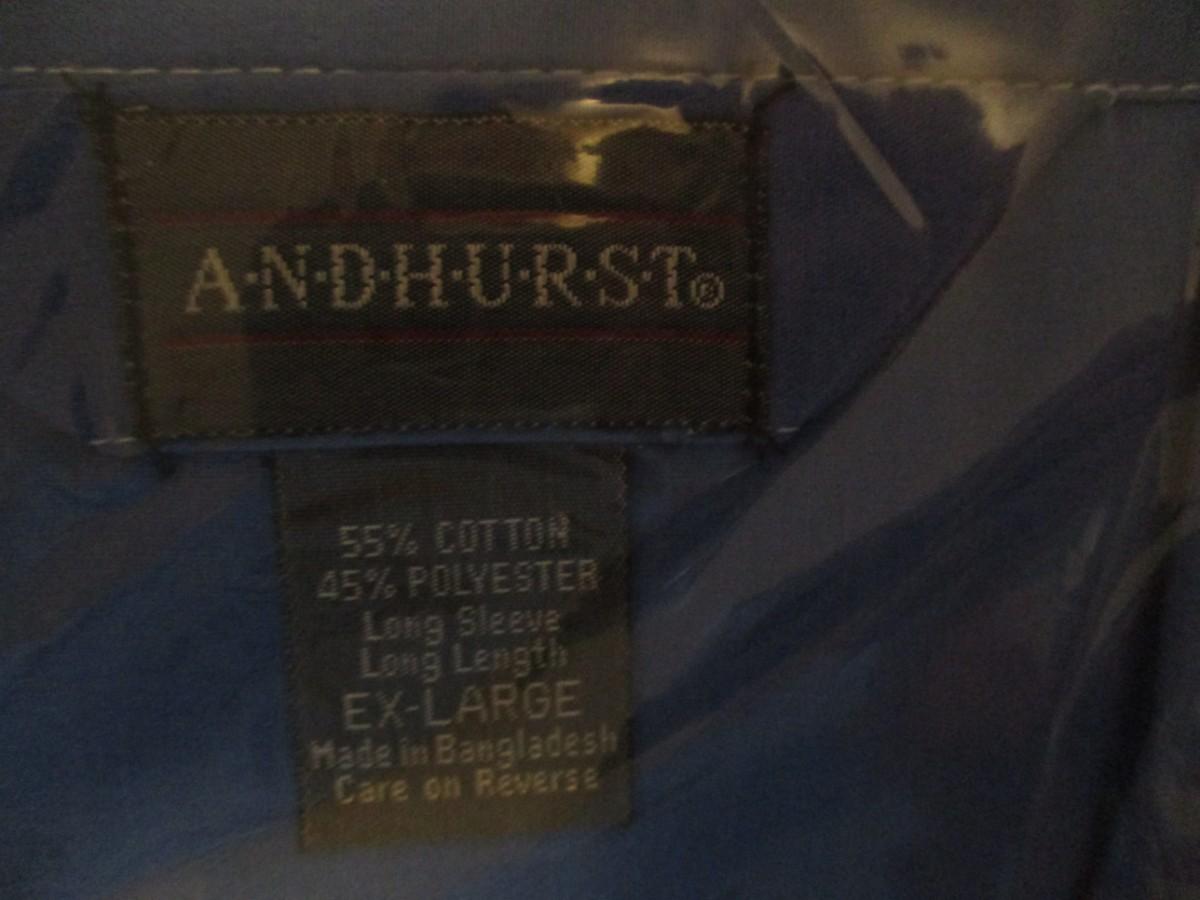 A·N·D·H·U·R·S·T®
55% COTTON
45% POLYESTER
Long Sleeve
Long Length
EX-LARGE
Made in Bangladesh
Care on Reverse